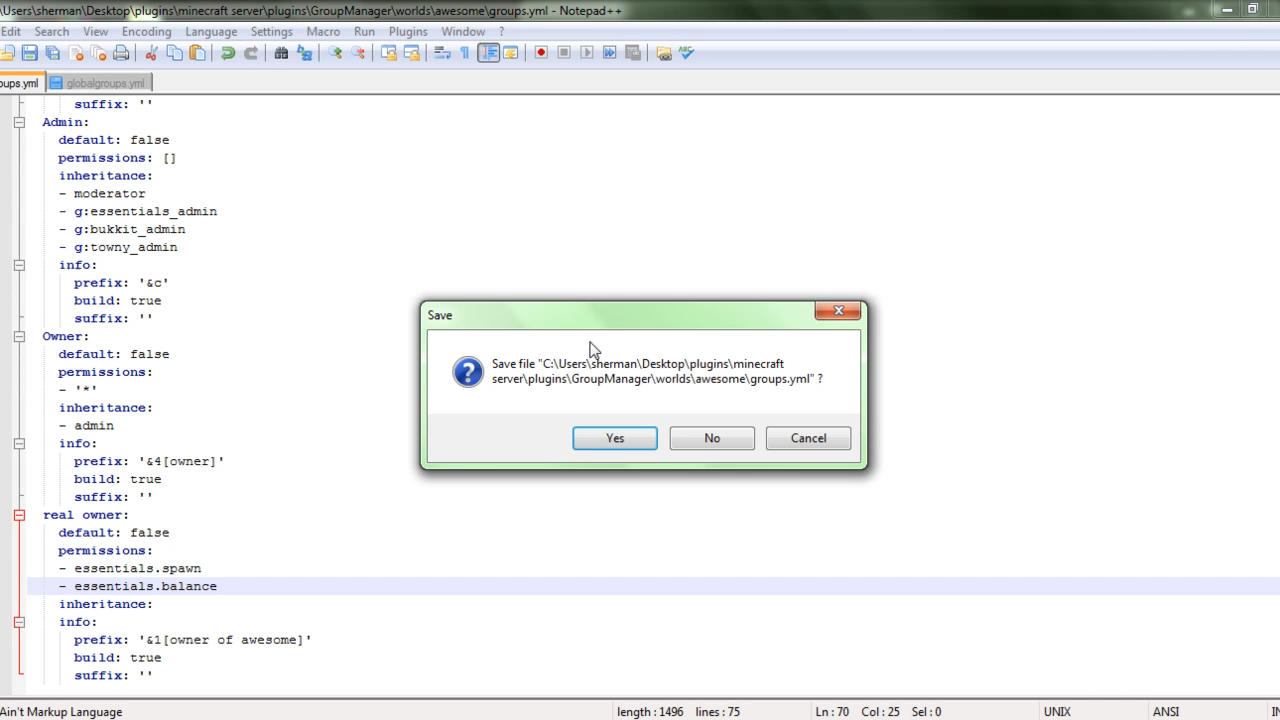 \Users\sherman\Desktop\plugins\minecraft server\plugins\GroupManager\worlds\awesome\groups.yml - Notepad++
Edit Search View Encoding Language Settings Macro Run Plugins Window ?
oups.yml globalgroups.yml
suffix: ''
Admin:
default: false
permissions: []
inheritance:
- moderator
- g:essentials_admin
- g:bukkit_admin
- g:towny_admin
info:
prefix: '&c'
build: true
suffix: ''
Owner:
default: false
permissions:
- '*'
inheritance:
- admin
info:
prefix: '&4[owner]'
build: true
suffix: ''
real owner:
default: false
permissions:
- essentials.spawn
- essentials.balance
inheritance:
info:
prefix: '&1[owner of awesome]'
build: true
suffix: ''
Save
Save file "C:\Users\sherman\Desktop\plugins\minecraft
server\plugins\GroupManager\worlds\awesome\groups.yml" ?
Yes No Cancel
Ain't Markup Language length : 1496 lines : 75 Ln : 70 Col : 25 Sel : 0 UNIX ANSI IN